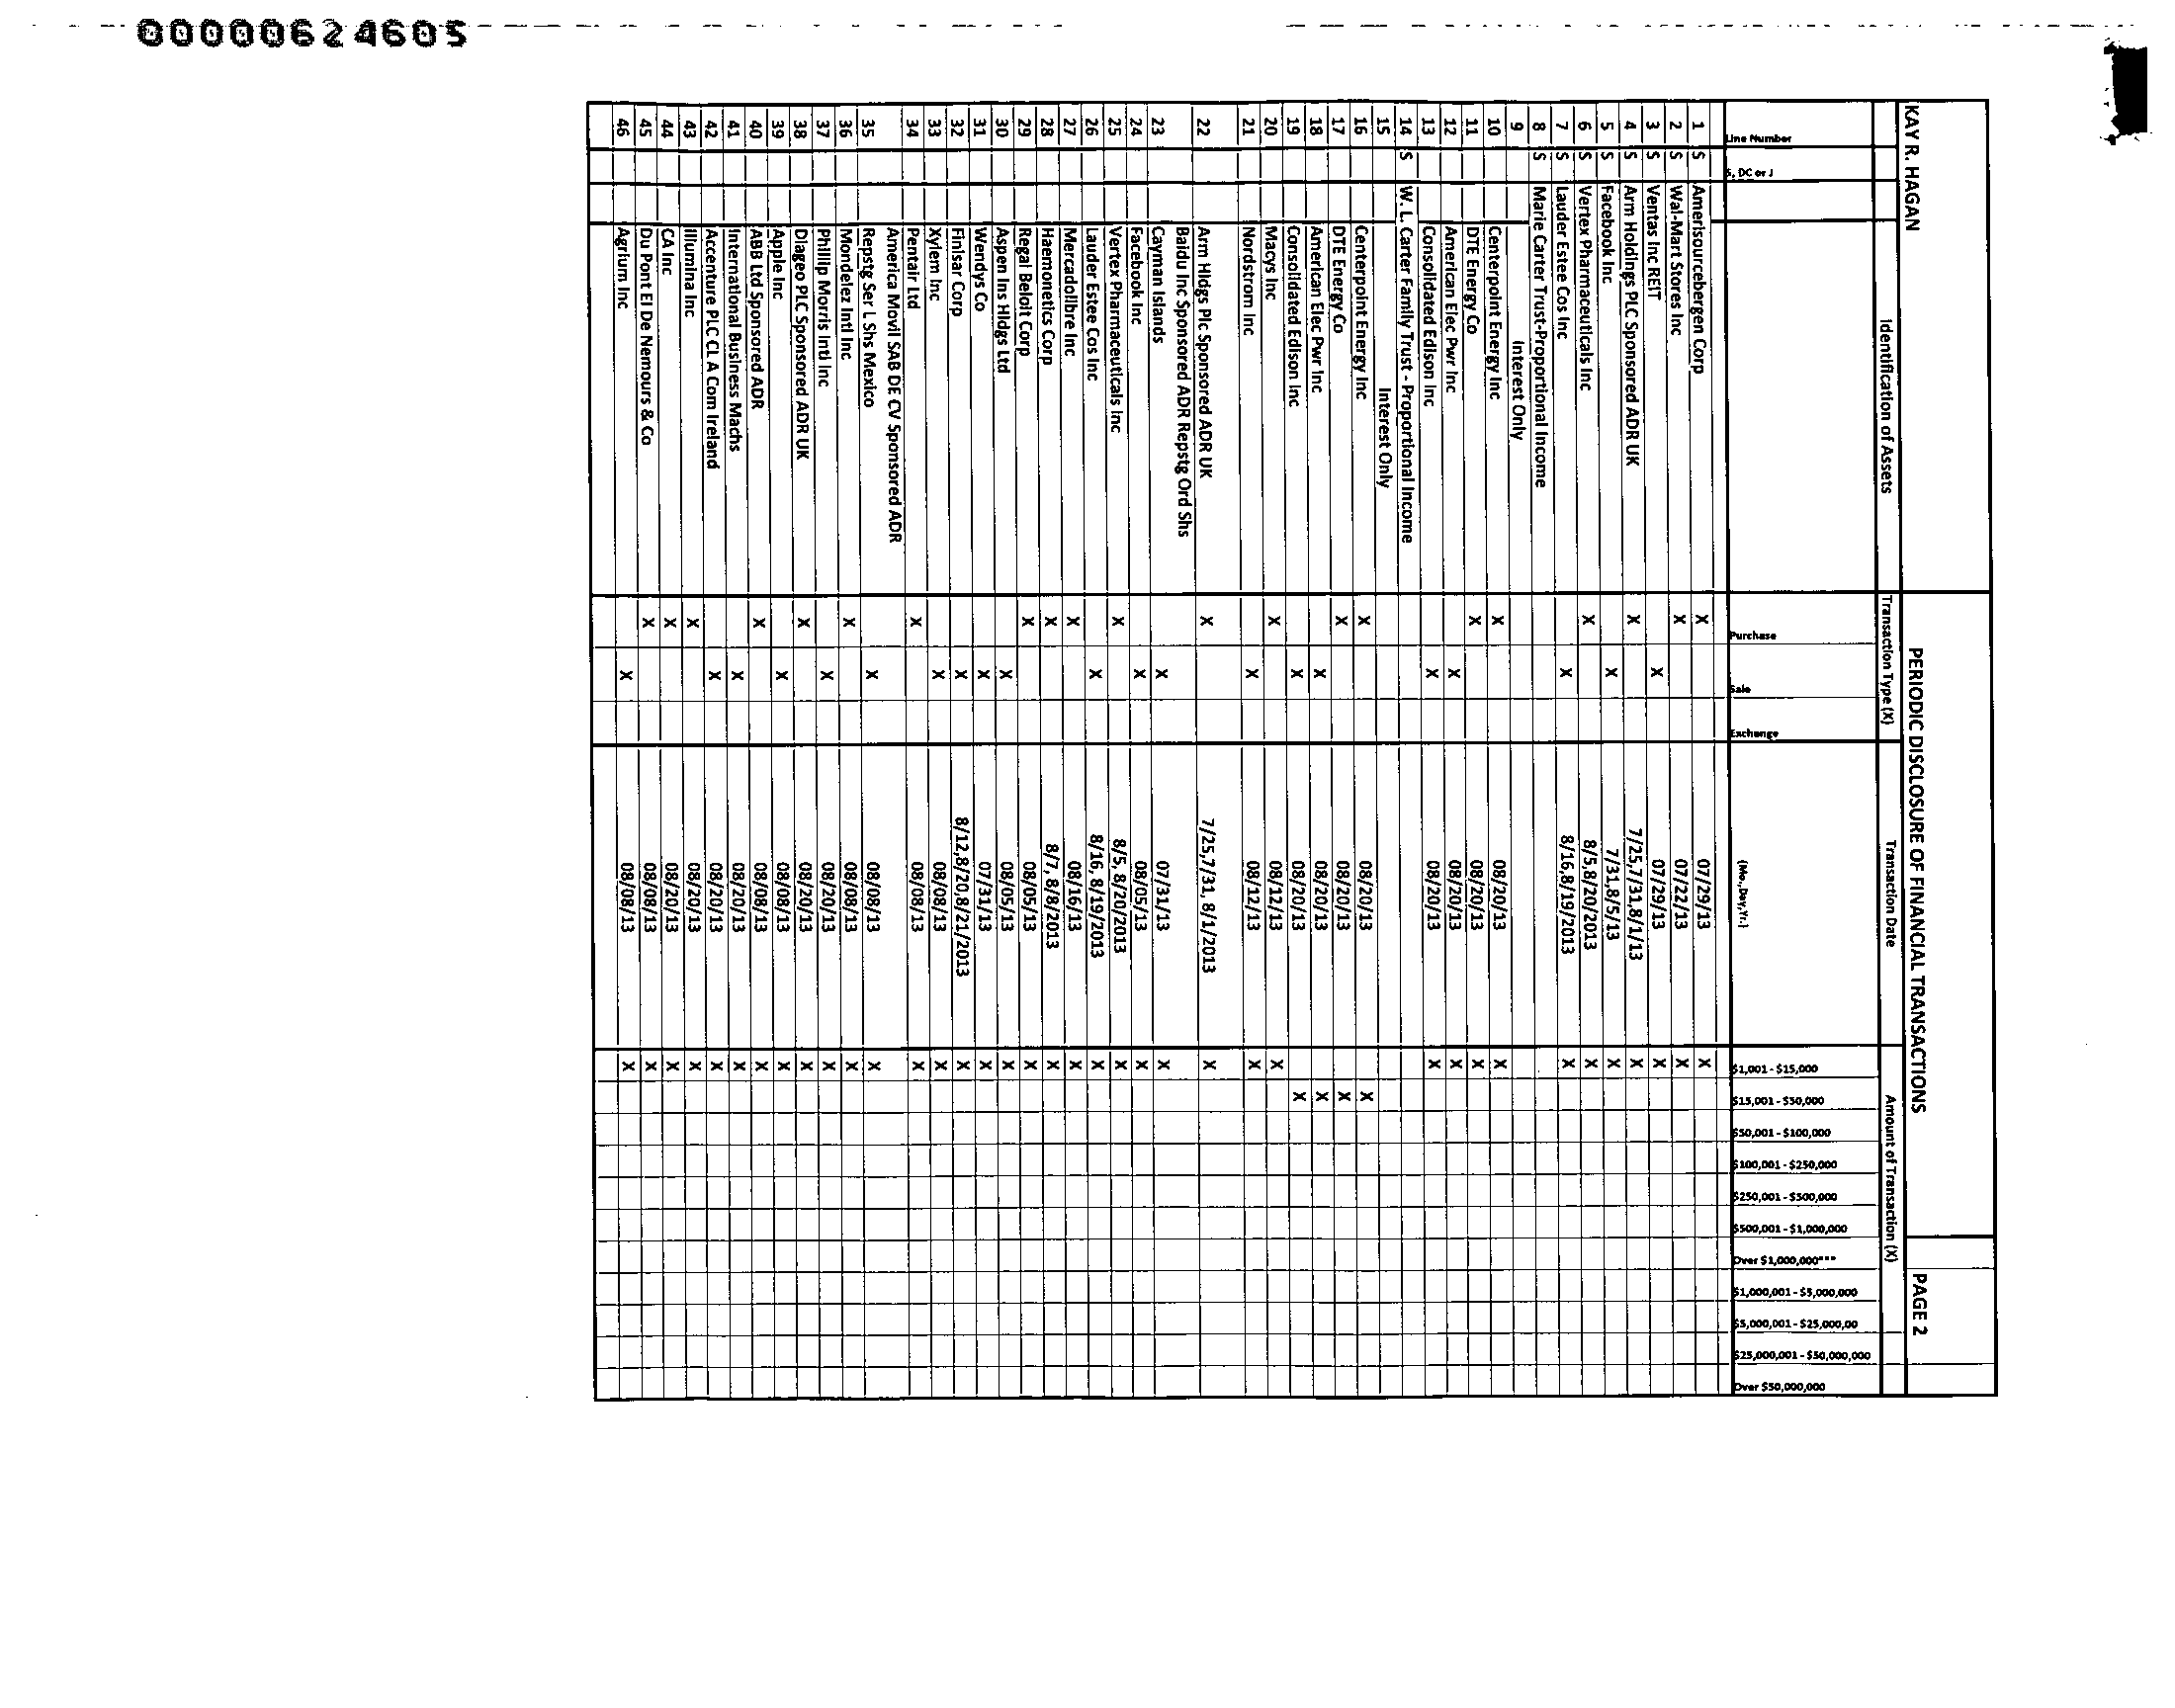 00000624605
KAY R. HAGAN PERIODIC DISCLOSURE OF FINANCIAL TRANSACTIONS PAGE 2
Identification of Assets Transaction Type (X) Transaction Date Amount of Transaction (X)
Line Number S, DC or J Purchase Sale Exchange (Mo.,Day,Yr.) $1,001 - $15,000 $15,001 - $50,000 $50,001 - $100,000 $100,001 - $250,000 $250,001 - $500,000 $500,001 - $1,000,000 Over $1,000,000*** $1,000,001 - $5,000,000 $5,000,001 - $25,000,00 $25,000,001 - $50,000,000 Over $50,000,000
1 S Amerisourcebergen Corp X 07/29/13 X
2 S Wal-Mart Stores Inc X 07/22/13 X
3 S Ventas Inc REIT X 07/29/13 X
4 S Arm Holdings PLC Sponsored ADR UK X 7/25,7/31,8/1/13 X
5 S Facebook Inc X 7/31,8/5/13 X
6 S Vertex Pharmaceuticals Inc X 8/5,8/20/2013 X
7 S Lauder Estee Cos Inc X 8/16,8/19/2013 X
8 S Marie Carter Trust-Proportional Income
9 Interest Only
10 Centerpoint Energy Inc X 08/20/13 X
11 DTE Energy Co X 08/20/13 X
12 American Elec Pwr Inc X 08/20/13 X
13 Consolidated Edison Inc X 08/20/13 X
14 S W. L. Carter Family Trust - Proportional Income
15 Interest Only
16 Centerpoint Energy Inc X 08/20/13 X
17 DTE Energy Co X 08/20/13 X
18 American Elec Pwr Inc X 08/20/13 X
19 Consolidated Edison Inc X 08/20/13 X
20 Macys Inc X 08/12/13 X
21 Nordstrom Inc X 08/12/13 X
22 Arm Hldgs Plc Sponsored ADR UK X 7/25,7/31, 8/1/2013 X
Baidu Inc Sponsored ADR Repstg Ord Shs
23 Cayman Islands X 07/31/13 X
24 Facebook Inc X 08/05/13 X
25 Vertex Pharmaceuticals Inc X 8/5, 8/20/2013 X
26 Lauder Estee Cos Inc X 8/16, 8/19/2013 X
27 Mercadolibre Inc X 08/16/13 X
28 Haemonetics Corp X 8/7, 8/8/2013 X
29 Regal Beloit Corp X 08/05/13 X
30 Aspen Ins Hldgs Ltd X 08/05/13 X
31 Wendys Co X 07/31/13 X
32 Finisar Corp X 8/12,8/20,8/21/2013 X
33 Xylem Inc X 08/08/13 X
34 Pentair Ltd X 08/08/13 X
America Movil SAB DE CV Sponsored ADR
35 Repstg Ser L Shs Mexico X 08/08/13 X
36 Mondelez Intl Inc X 08/08/13 X
37 Phillip Morris Intl Inc X 08/20/13 X
38 Diageo PLC Sponsored ADR UK X 08/20/13 X
39 Apple Inc X 08/08/13 X
40 ABB Ltd Sponsored ADR X 08/08/13 X
41 International Business Machs X 08/20/13 X
42 Accenture PLC CL A Com Ireland X 08/20/13 X
43 Illumina Inc X 08/20/13 X
44 CA Inc X 08/20/13 X
45 Du Pont EI De Nemours & Co X 08/08/13 X
46 Agrium Inc X 08/08/13 X